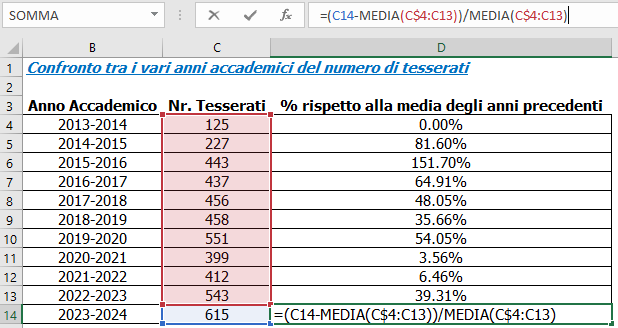 SOMMA =(C14-MEDIA(C$4:C13))/MEDIA(C$4:C13)
B C D
1 Confronto tra i vari anni accademici del numero di tesserati
2
3 Anno Accademico Nr. Tesserati % rispetto alla media degli anni precedenti
4 2013-2014 125 0.00%
5 2014-2015 227 81.60%
6 2015-2016 443 151.70%
7 2016-2017 437 64.91%
8 2017-2018 456 48.05%
9 2018-2019 458 35.66%
10 2019-2020 551 54.05%
11 2020-2021 399 3.56%
12 2021-2022 412 6.46%
13 2022-2023 543 39.31%
14 2023-2024 615 =(C14-MEDIA(C$4:C13))/MEDIA(C$4:C13)